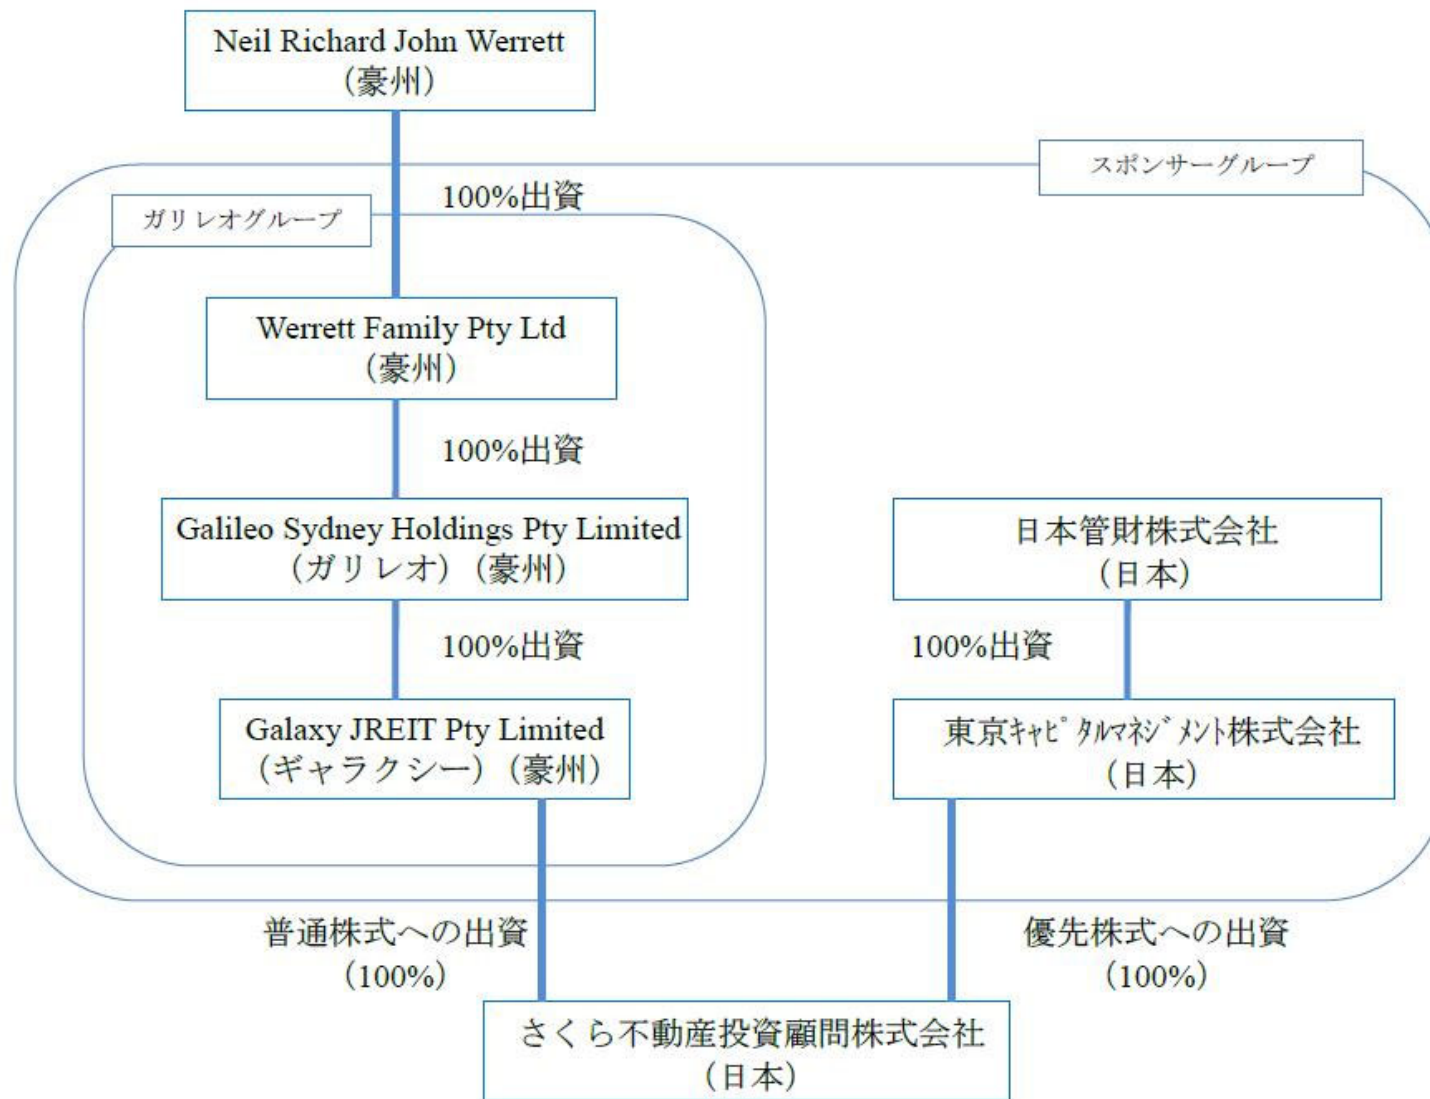 Neil Richard John Werrett
（豪州）
スポンサーグループ
100%出資
ガリレオグループ
Werrett Family Pty Ltd
（豪州）
100%出資
Galileo Sydney Holdings Pty Limited
（ガリレオ）（豪州）
日本管財株式会社
（日本）
100%出資
100%出資
Galaxy JREIT Pty Limited
（ギャラクシー）（豪州）
東京ｷｬﾋﾟﾀﾙﾏﾈｼﾞﾒﾝﾄ株式会社
（日本）
普通株式への出資
（100%）
優先株式への出資
（100%）
さくら不動産投資顧問株式会社
（日本）